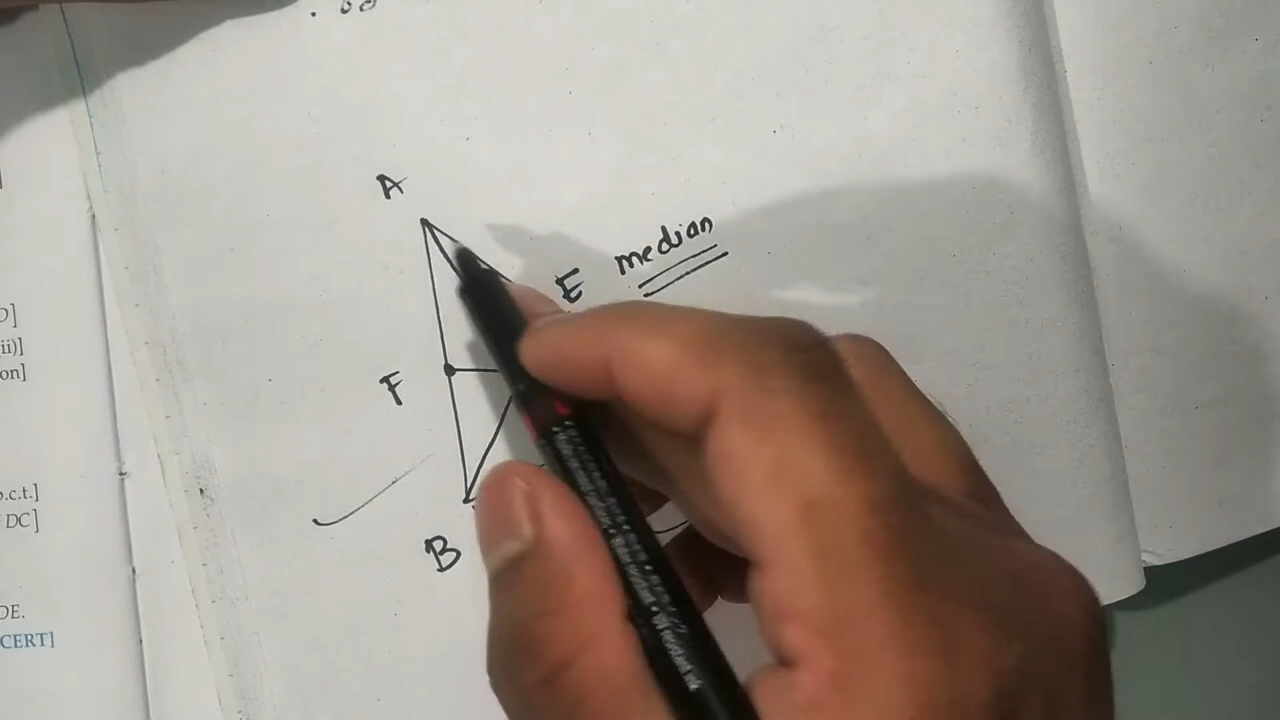 A
E median
F
B
D]
ii)]
on]
.c.t.]
DC]
DE.
CERT]